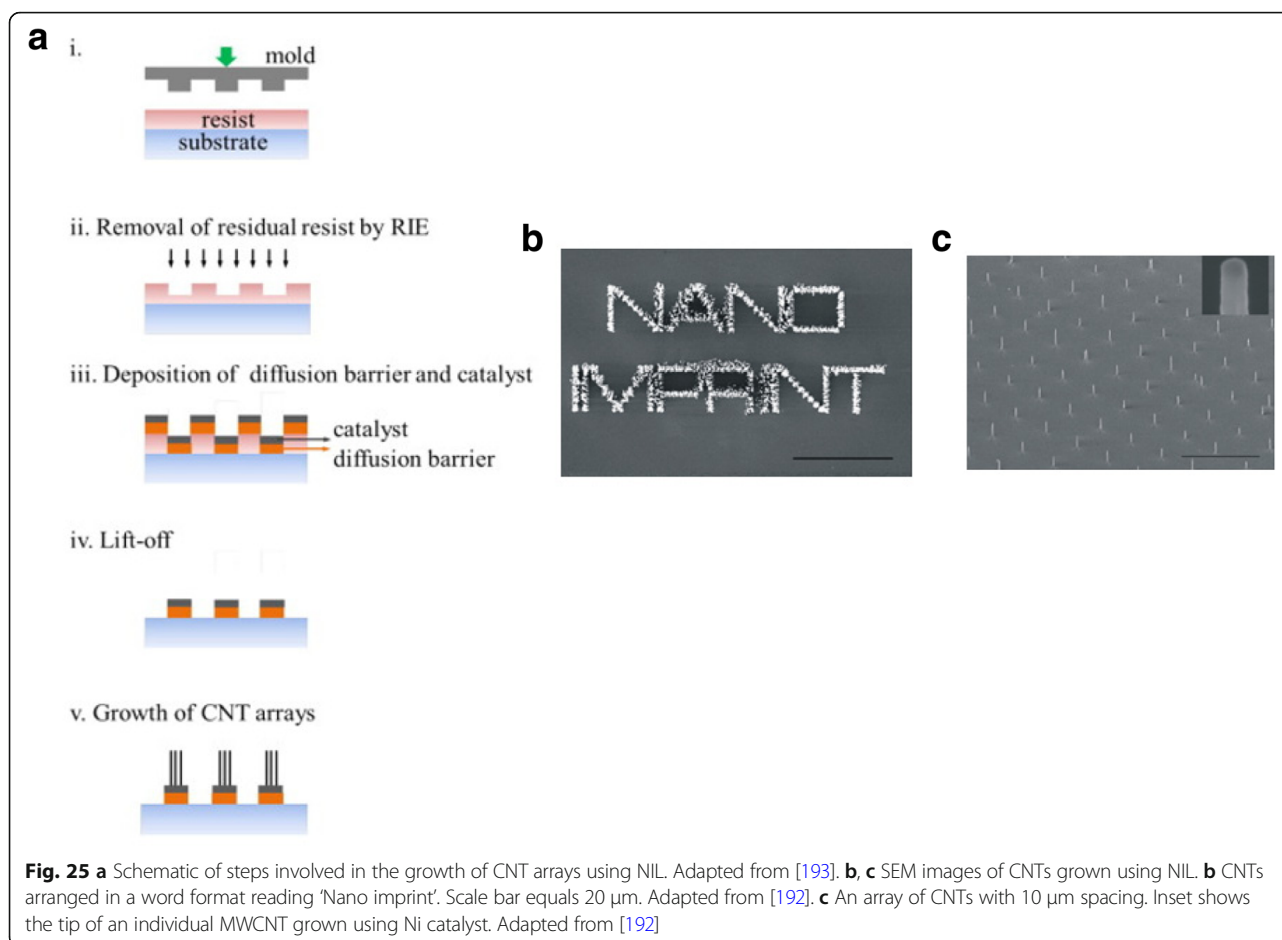 a
i.
mold
resist
substrate
ii. Removal of residual resist by RIE
iii. Deposition of diffusion barrier and catalyst
catalyst
diffusion barrier
iv. Lift-off
v. Growth of CNT arrays
b
NANO
IMPRINT
c
Fig. 25 a Schematic of steps involved in the growth of CNT arrays using NIL. Adapted from [193]. b, c SEM images of CNTs grown using NIL. b CNTs
arranged in a word format reading ‘Nano imprint’. Scale bar equals 20 μm. Adapted from [192]. c An array of CNTs with 10 μm spacing. Inset shows
the tip of an individual MWCNT grown using Ni catalyst. Adapted from [192]